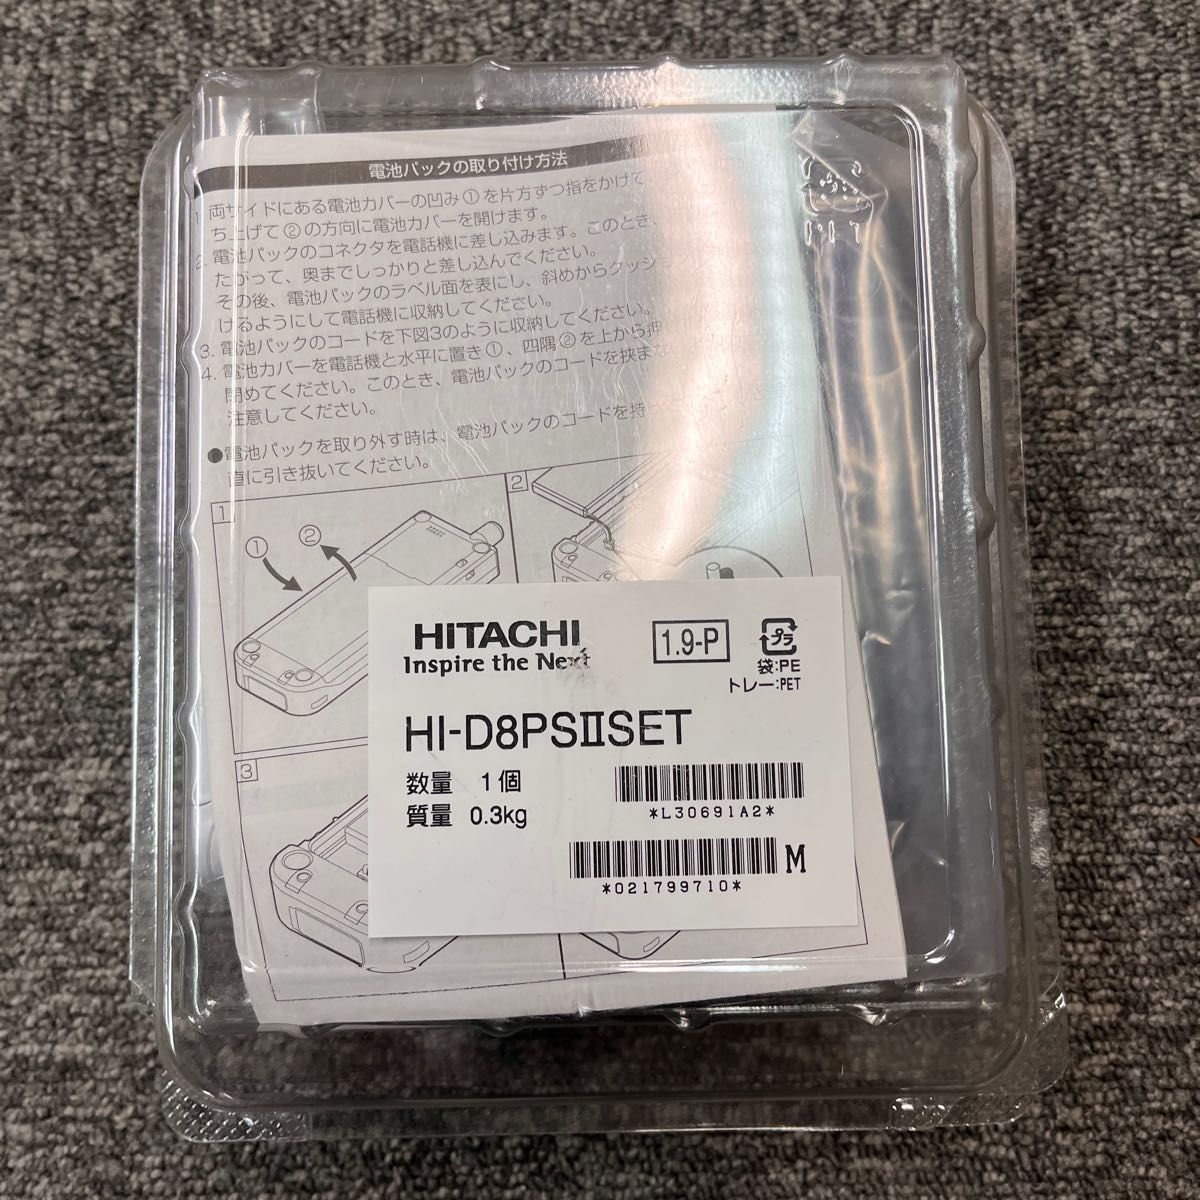 電池パックの取り付け方法
両サイドにある電池カバーの凹み①を片方ずつ指をかけて
ち上げて②の方向に電池カバーを開けます。
2. 電池パックのコネクタを電話機に差し込みます。このとき、
たがって、奥までしっかりと差し込んでください。
その後、電池パックのラベル面を表にし、斜めからクッシ
けるようにして電話機に収納してください。
3. 電池パックのコードを下図3のように収納してください。
4. 電池カバーを電話機と水平に置き①、四隅②を上から押し
閉めてください。このとき、電池パックのコードを挟まな
注意してください。
●電池パックを取り外す時は、電池パックのコードを持っ
直に引き抜いてください。
1
① ②
2
3
HITACHI
Inspire the Next
1.9-P
プラ
袋:PE
トレー:PET
HI-D8PSⅡSET
数量 1個
質量 0.3kg
*L30691A2*
M
*021799710*